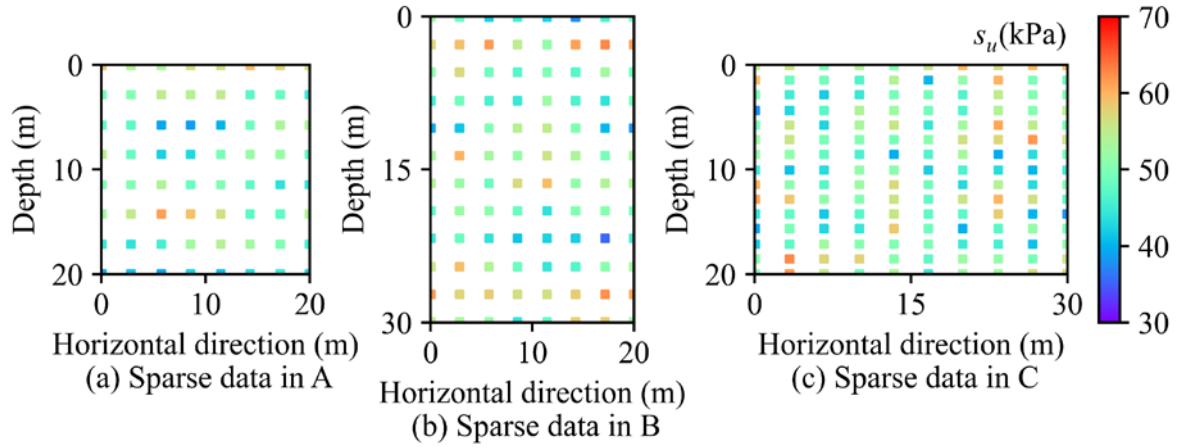 0
10
20
Depth (m)
0
10
20
Horizontal direction (m)
(a) Sparse data in A
0
15
30
Depth (m)
0
10
20
Horizontal direction (m)
(b) Sparse data in B
0
10
20
Depth (m)
0
15
30
Horizontal direction (m)
(c) Sparse data in C
s_u(kPa)
70
60
50
40
30